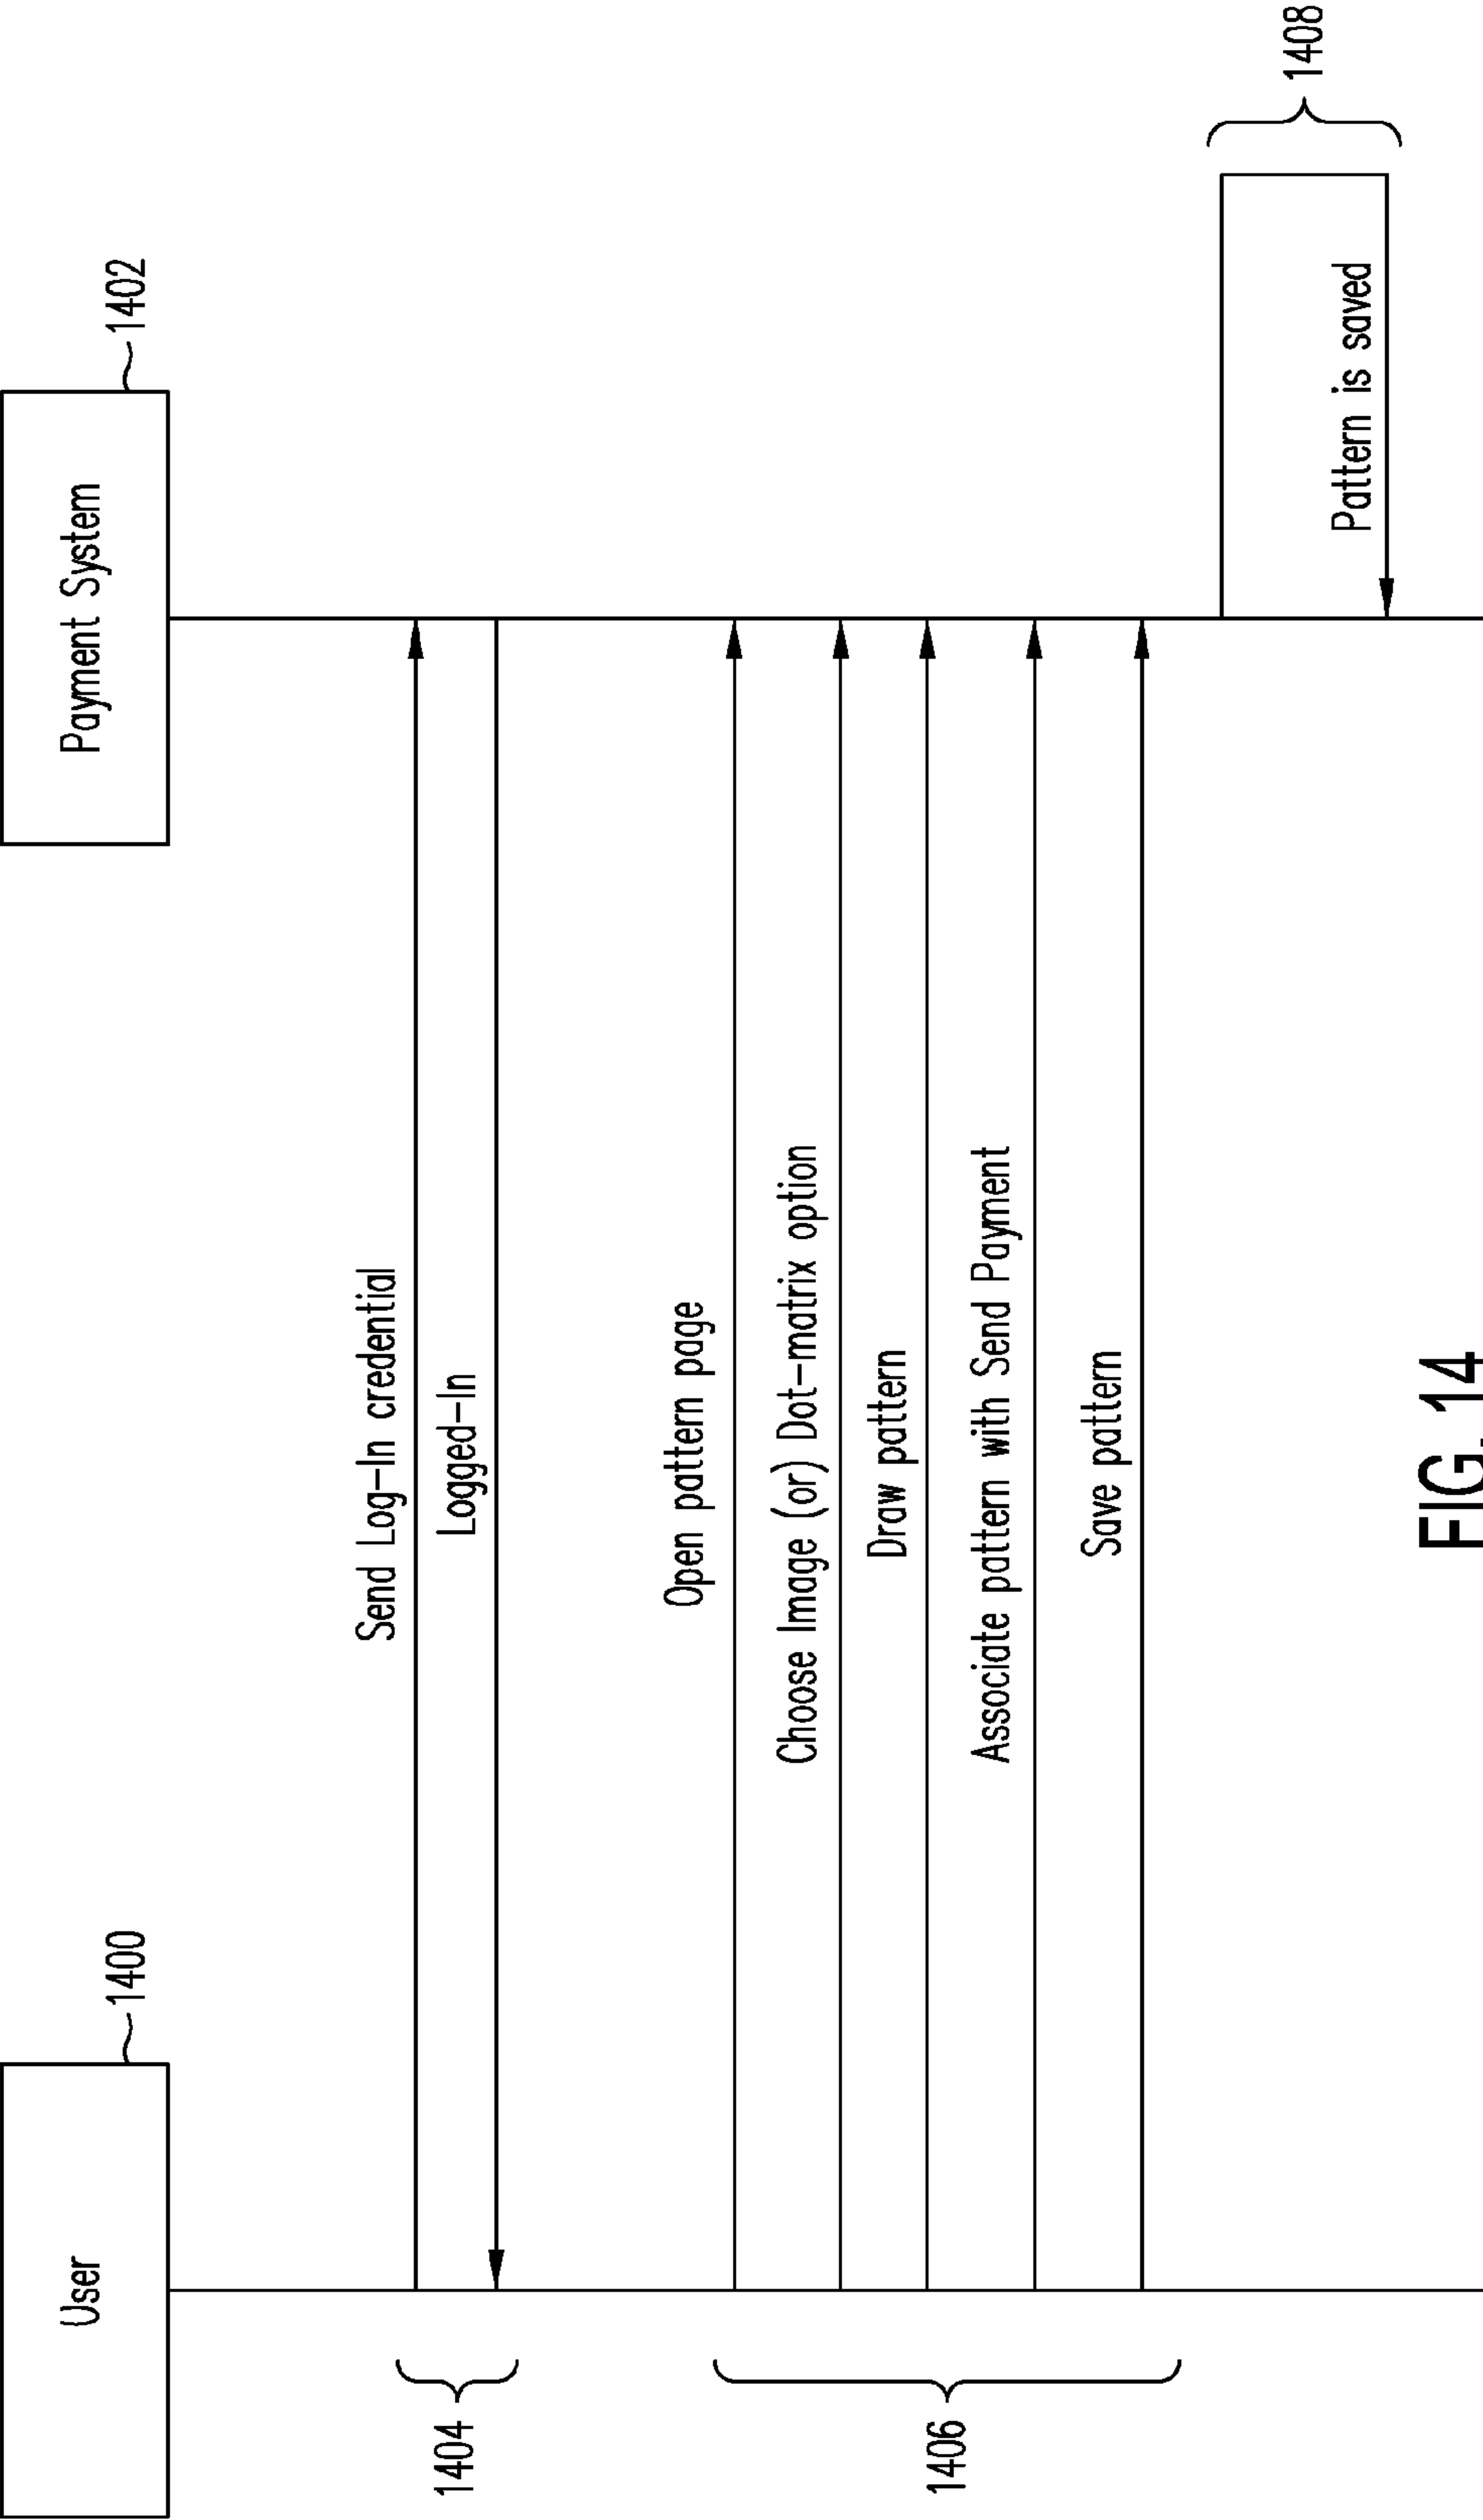 User
1400
Payment System
1402
Send Log-In credential
Logged-In
1404
Open pattern page
Choose Image (or) Dot-matrix option
Draw pattern
Associate pattern with Send Payment
Save pattern
1406
Pattern is saved
1408
FIG. 14